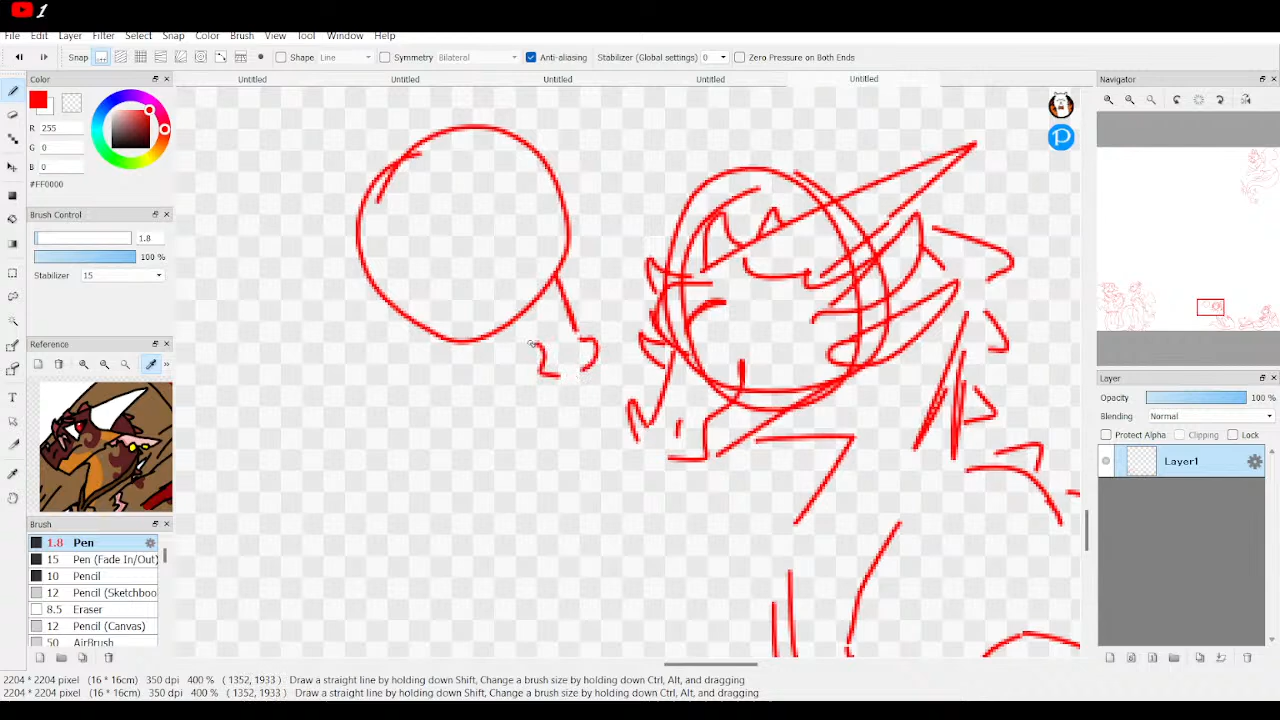 1
File Edit Layer Filter Select Snap Color Brush View Tool Window Help
Snap Shape Line Symmetry Bilateral Anti-aliasing Stabilizer (Global settings) 0 Zero Pressure on Both Ends
Untitled Untitled Untitled Untitled Untitled
Color
R 255
G 0
B 0
#FF0000
Brush Control
1.8
100 %
Stabilizer 15
Reference
Brush
1.8 Pen
15 Pen (Fade In/Out)
10 Pencil
12 Pencil (Sketchboo
8.5 Eraser
12 Pencil (Canvas)
50 AirBrush
Navigator
Layer
Opacity 100 %
Blending Normal
Protect Alpha Clipping Lock
Layer1
2204 * 2204 pixel (16 * 16cm) 350 dpi 400 % ( 1352, 1933 ) Draw a straight line by holding down Shift, Change a brush size by holding down Ctrl, Alt, and dragging
2204 * 2204 pixel (16 * 16cm) 350 dpi 400 % ( 1352, 1933 ) Draw a straight line by holding down Shift, Change a brush size by holding down Ctrl, Alt, and dragging